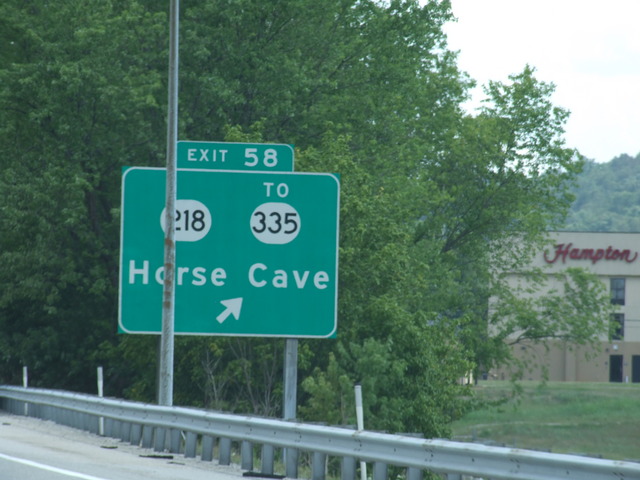 EXIT 58
TO
218 335
Horse Cave
Hampton